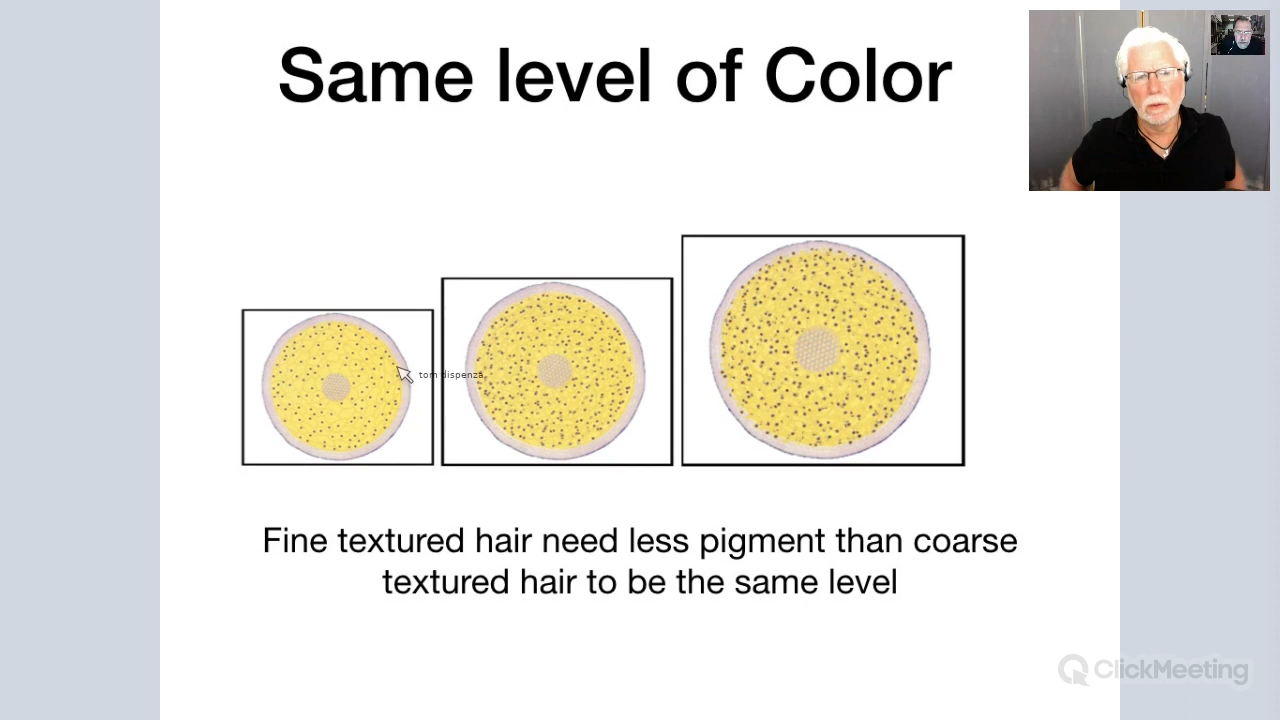 Same level of Color
tom dispenza
Fine textured hair need less pigment than coarse
textured hair to be the same level
ClickMeeting